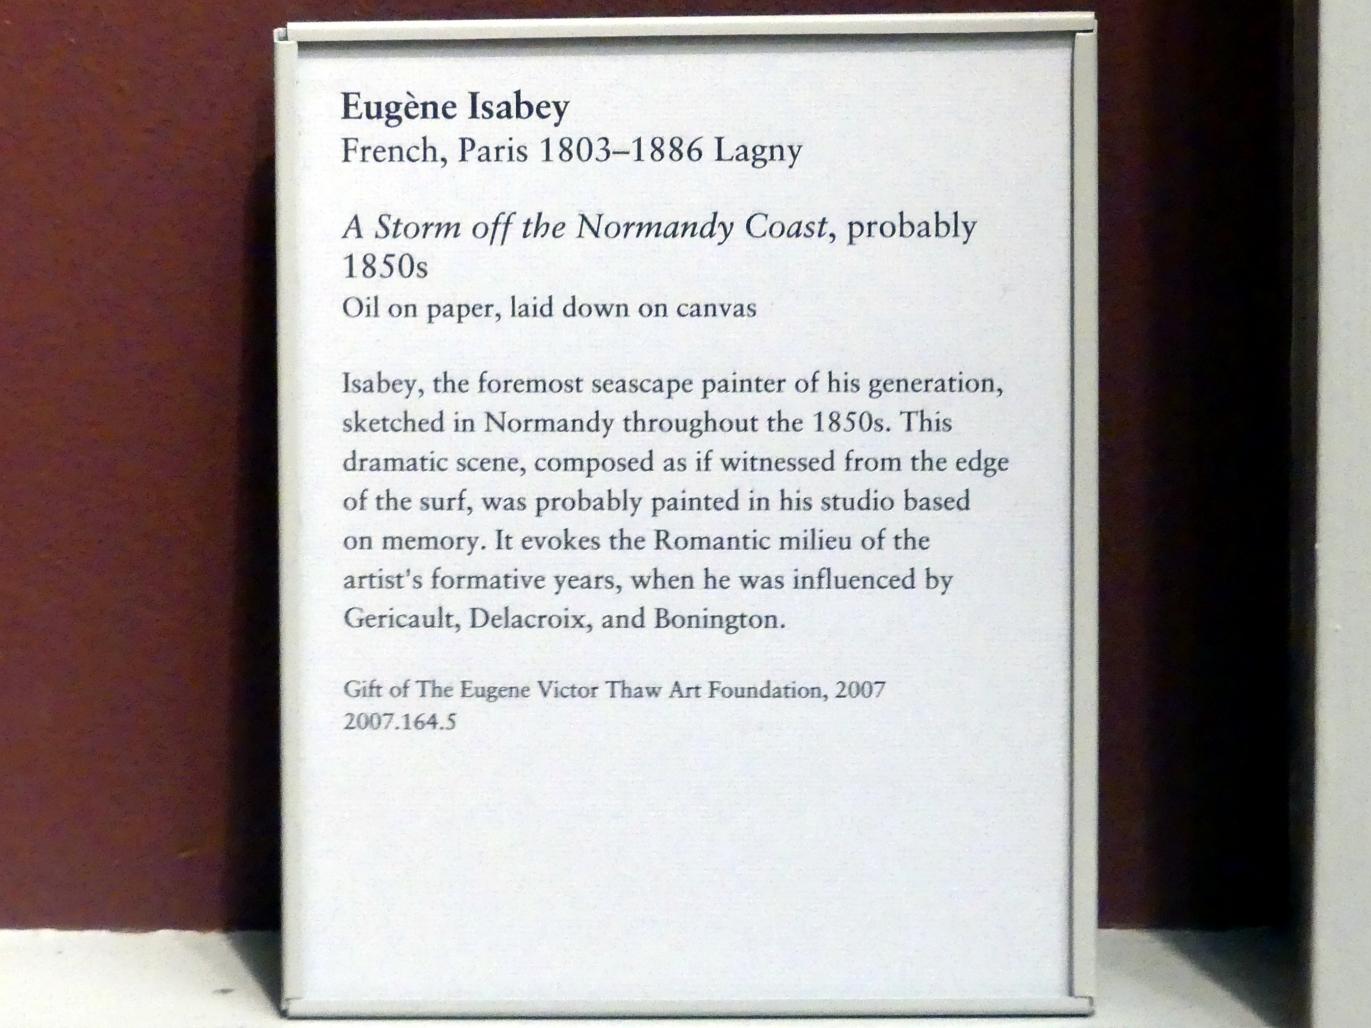 Eugène Isabey
French, Paris 1803–1886 Lagny
A Storm off the Normandy Coast, probably
1850s
Oil on paper, laid down on canvas
Isabey, the foremost seascape painter of his generation,
sketched in Normandy throughout the 1850s. This
dramatic scene, composed as if witnessed from the edge
of the surf, was probably painted in his studio based
on memory. It evokes the Romantic milieu of the
artist's formative years, when he was influenced by
Gericault, Delacroix, and Bonington.
Gift of The Eugene Victor Thaw Art Foundation, 2007
2007.164.5